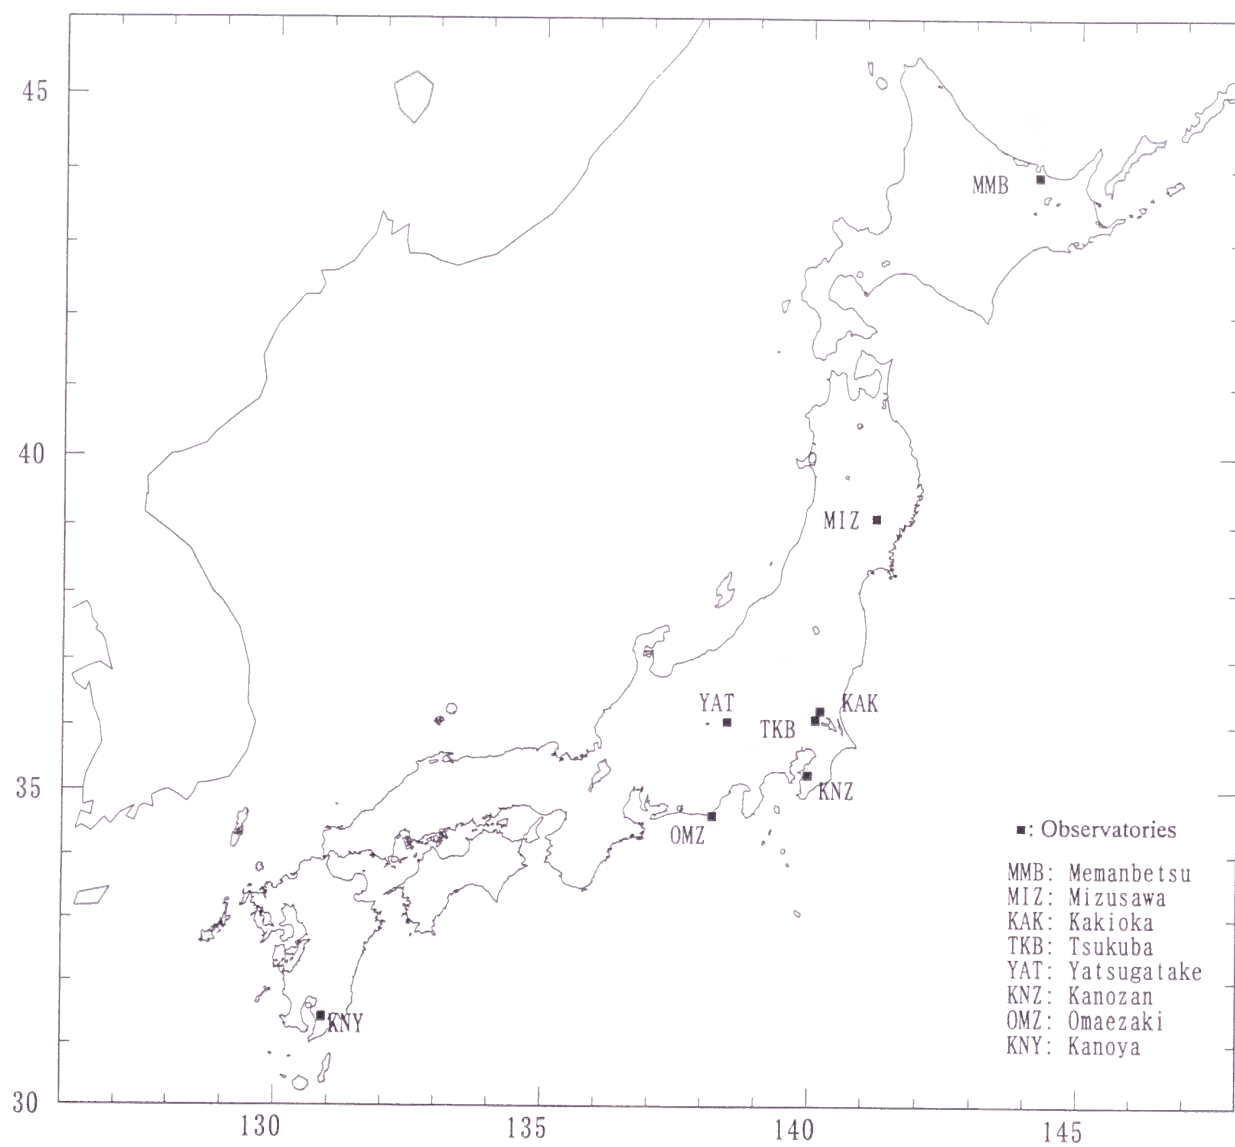 45
MMB
40
MIZ
YAT
KAK
TKB
35
KNZ
OMZ
■: Observatories
MMB: Memanbetsu
MIZ: Mizusawa
KAK: Kakioka
TKB: Tsukuba
YAT: Yatsugatake
KNZ: Kanozan
OMZ: Omaezaki
KNY: Kanoya
KNY
30
130 135 140 145